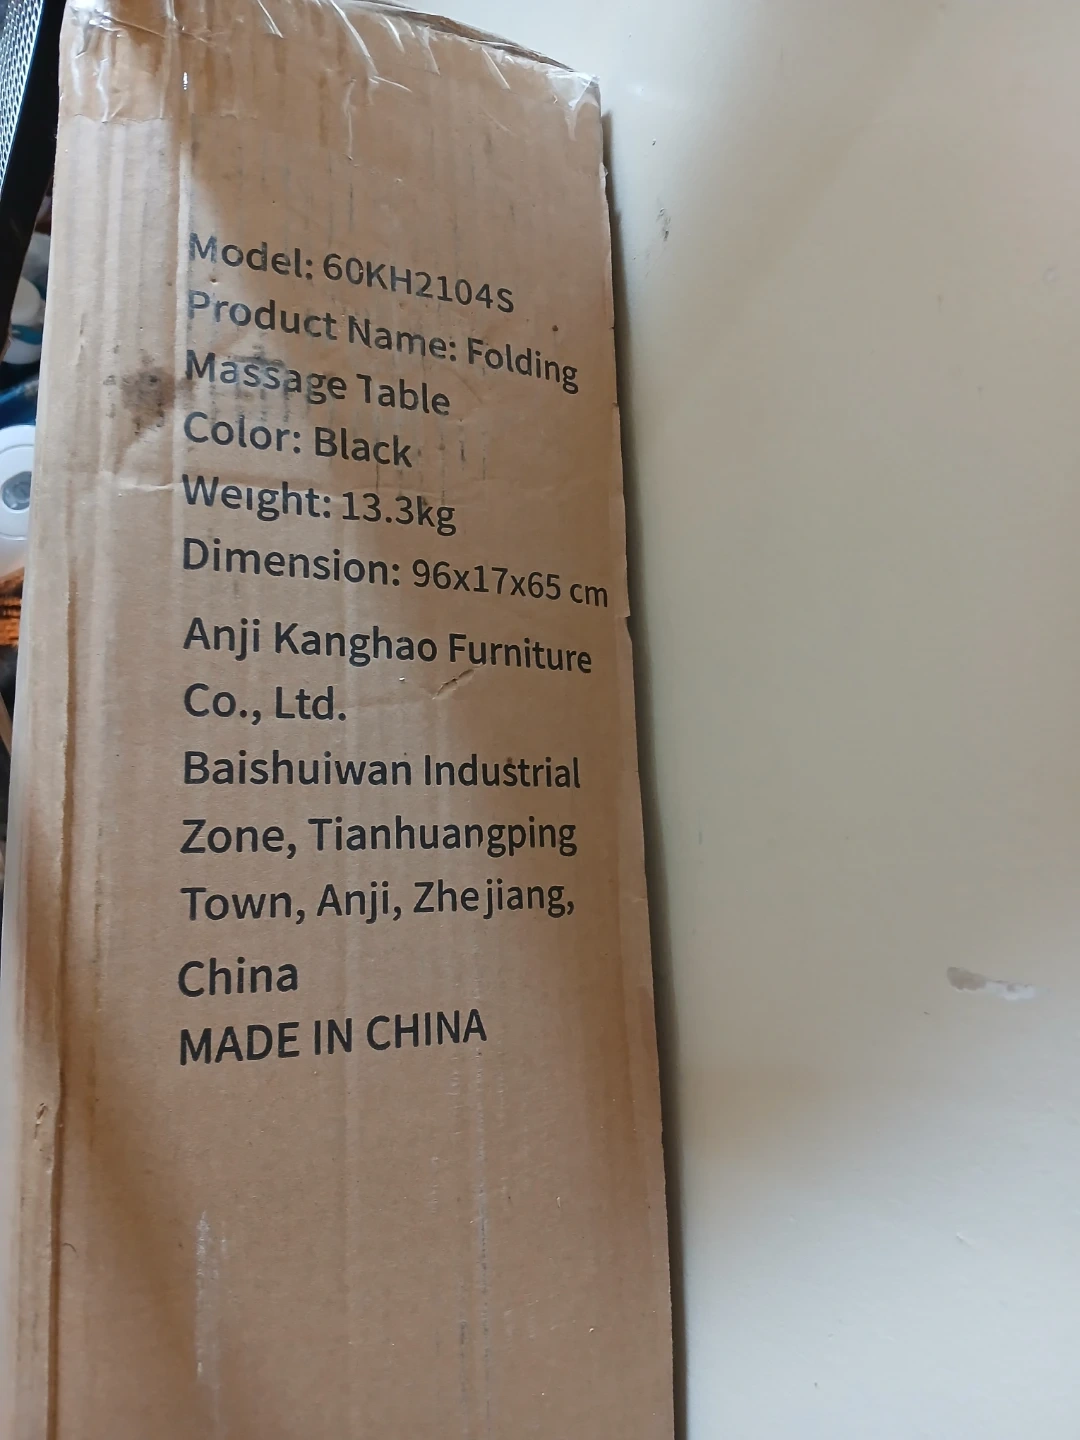 Model: 60KH2104S
Product Name: Folding
Massage Table
Color: Black
Weight: 13.3kg
Dimension: 96x17x65 cm
Anji Kanghao Furniture
Co., Ltd.
Baishuiwan Industrial
Zone, Tianhuangping
Town, Anji, Zhejiang,
China
MADE IN CHINA